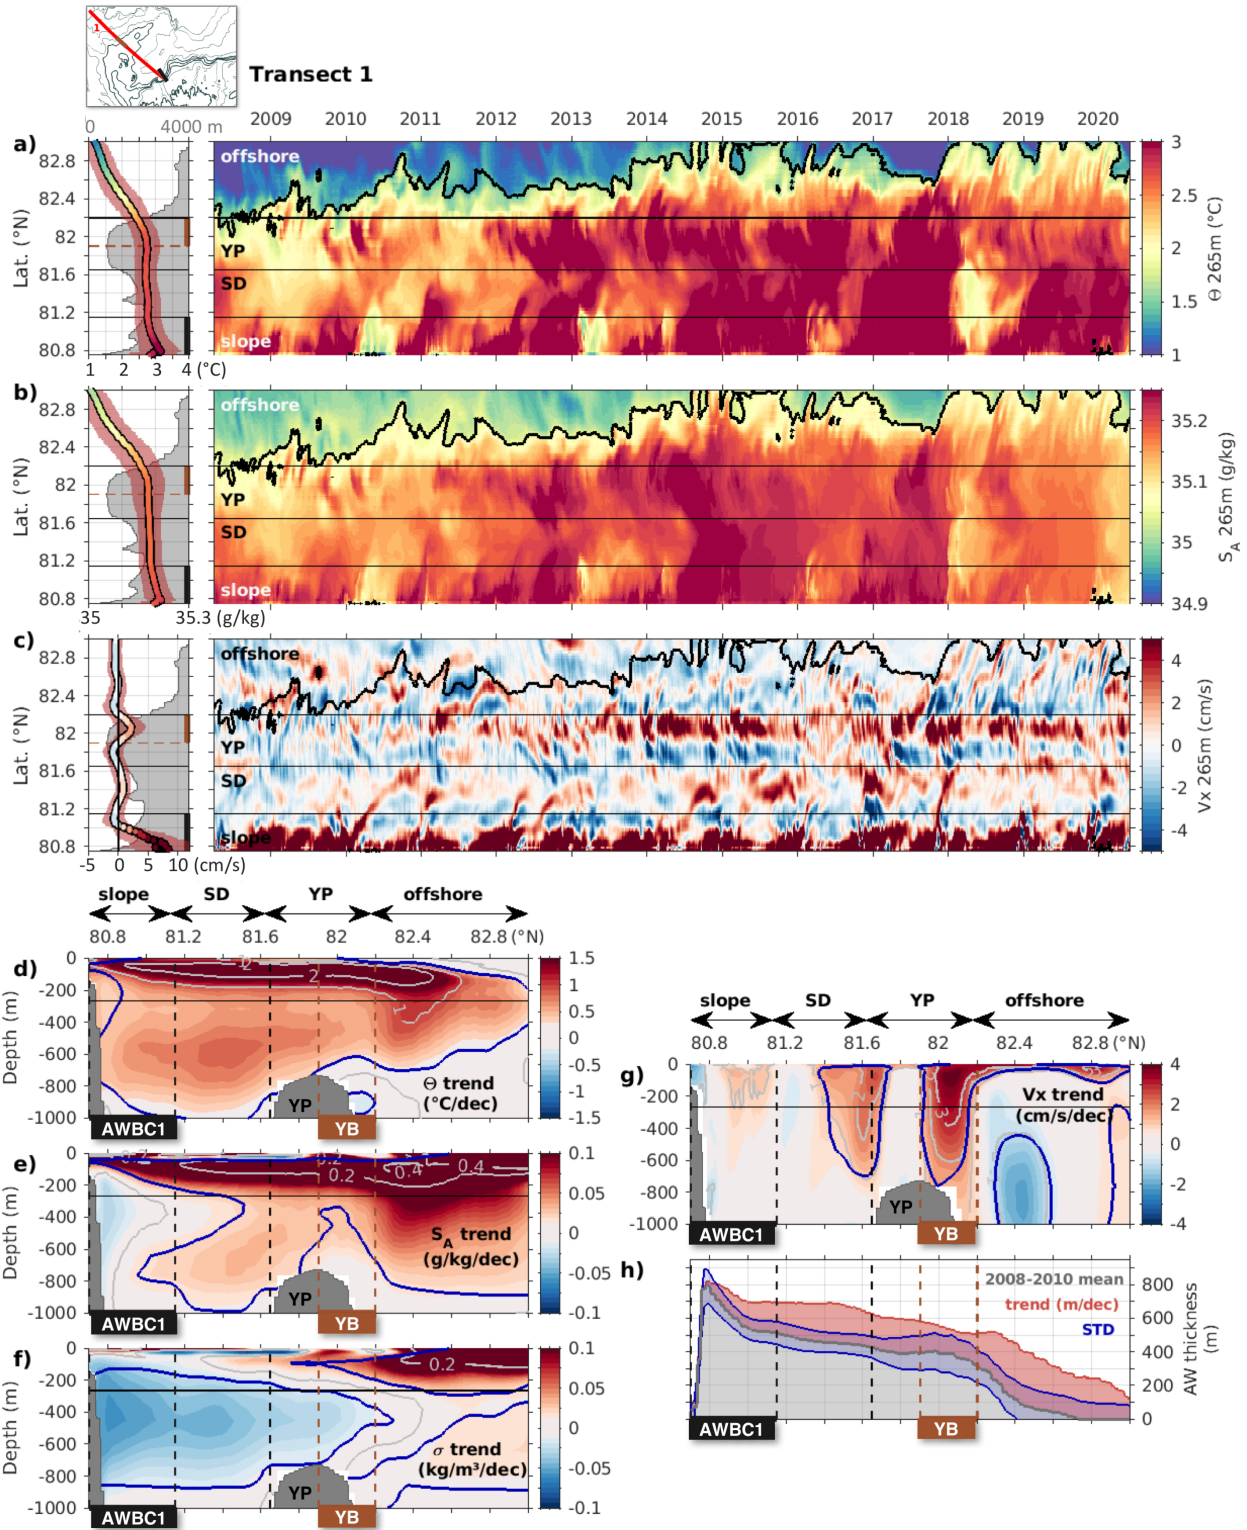 1
Transect 1
0 4000 m
2009 2010 2011 2012 2013 2014 2015 2016 2017 2018 2019 2020
a)
Lat. (°N)
82.8
82.4
82
81.6
81.2
80.8
offshore
YP
SD
slope
1 2 3 4 (°C)
3
2.5
2
1.5
1
Θ 265m (°C)
b)
Lat. (°N)
82.8
82.4
82
81.6
81.2
80.8
offshore
YP
SD
slope
35 35.3 (g/kg)
35.2
35.1
35
34.9
S_A 265m (g/kg)
c)
Lat. (°N)
82.8
82.4
82
81.6
81.2
80.8
offshore
YP
SD
slope
-5 0 5 10 (cm/s)
4
2
0
-2
-4
Vx 265m (cm/s)
slope SD YP offshore
80.8 81.2 81.6 82 82.4 82.8 (°N)
d)
Depth (m)
0
-200
-400
-600
-800
-1000
2
2
1
Θ trend
(°C/dec)
YP
AWBC1 YB
1.5
1
0.5
0
-0.5
-1
-1.5
e)
Depth (m)
0
-200
-400
-600
-800
-1000
0.2
0.2 0.4 0.4
S_A trend
(g/kg/dec)
YP
AWBC1 YB
0.1
0.05
0
-0.05
-0.1
f)
Depth (m)
0
-200
-400
-600
-800
-1000
0.2
σ trend
(kg/m³/dec)
YP
AWBC1 YB
0.1
0.05
0
-0.05
-0.1
slope SD YP offshore
80.8 81.2 81.6 82 82.4 82.8 (°N)
g)
0
-200
-400
-600
-800
-1000
3
Vx trend
(cm/s/dec)
YP
AWBC1 YB
4
2
0
-2
-4
h)
2008-2010 mean
trend (m/dec)
STD
800
600
400
200
0
AW thickness
(m)
AWBC1 YB